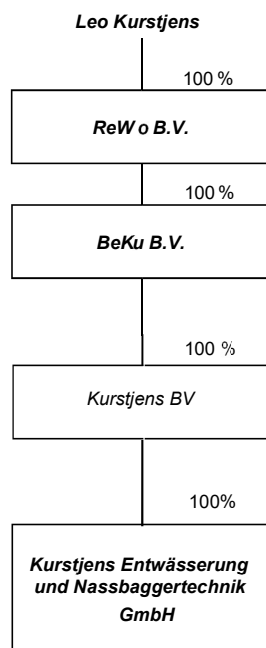 Leo Kurstjens
100 %
ReW o B.V.
100 %
BeKu B.V.
100 %
Kurstjens BV
100%
Kurstjens Entwässerung
und Nassbaggertechnik
GmbH